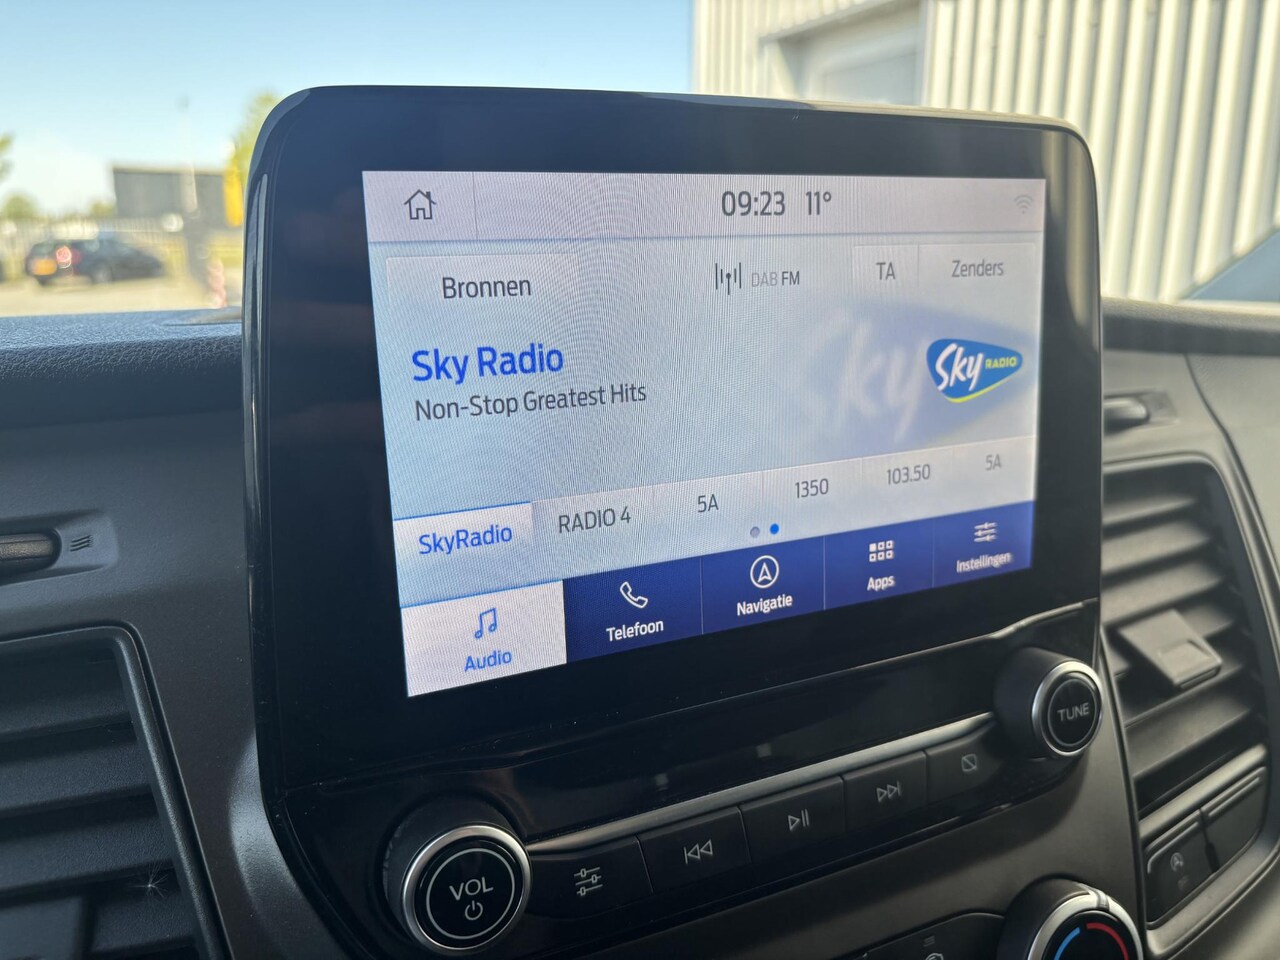 09:23 11°
Bronnen
DAB FM
TA
Zenders
Sky Radio
Non-Stop Greatest Hits
Sky RADIO
SkyRadio
RADIO 4
5A
1350
103.50
5A
Audio
Telefoon
Navigatie
Apps
Instellingen
VOL
TUNE